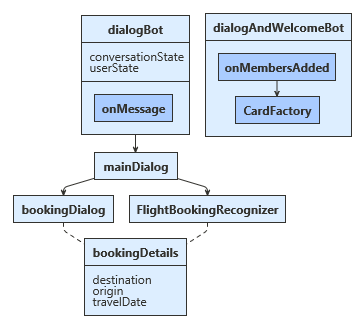 dialogBot
conversationState
userState
onMessage
dialogAndWelcomeBot
onMembersAdded
CardFactory
mainDialog
bookingDialog
FlightBookingRecognizer
bookingDetails
destination
origin
travelDate